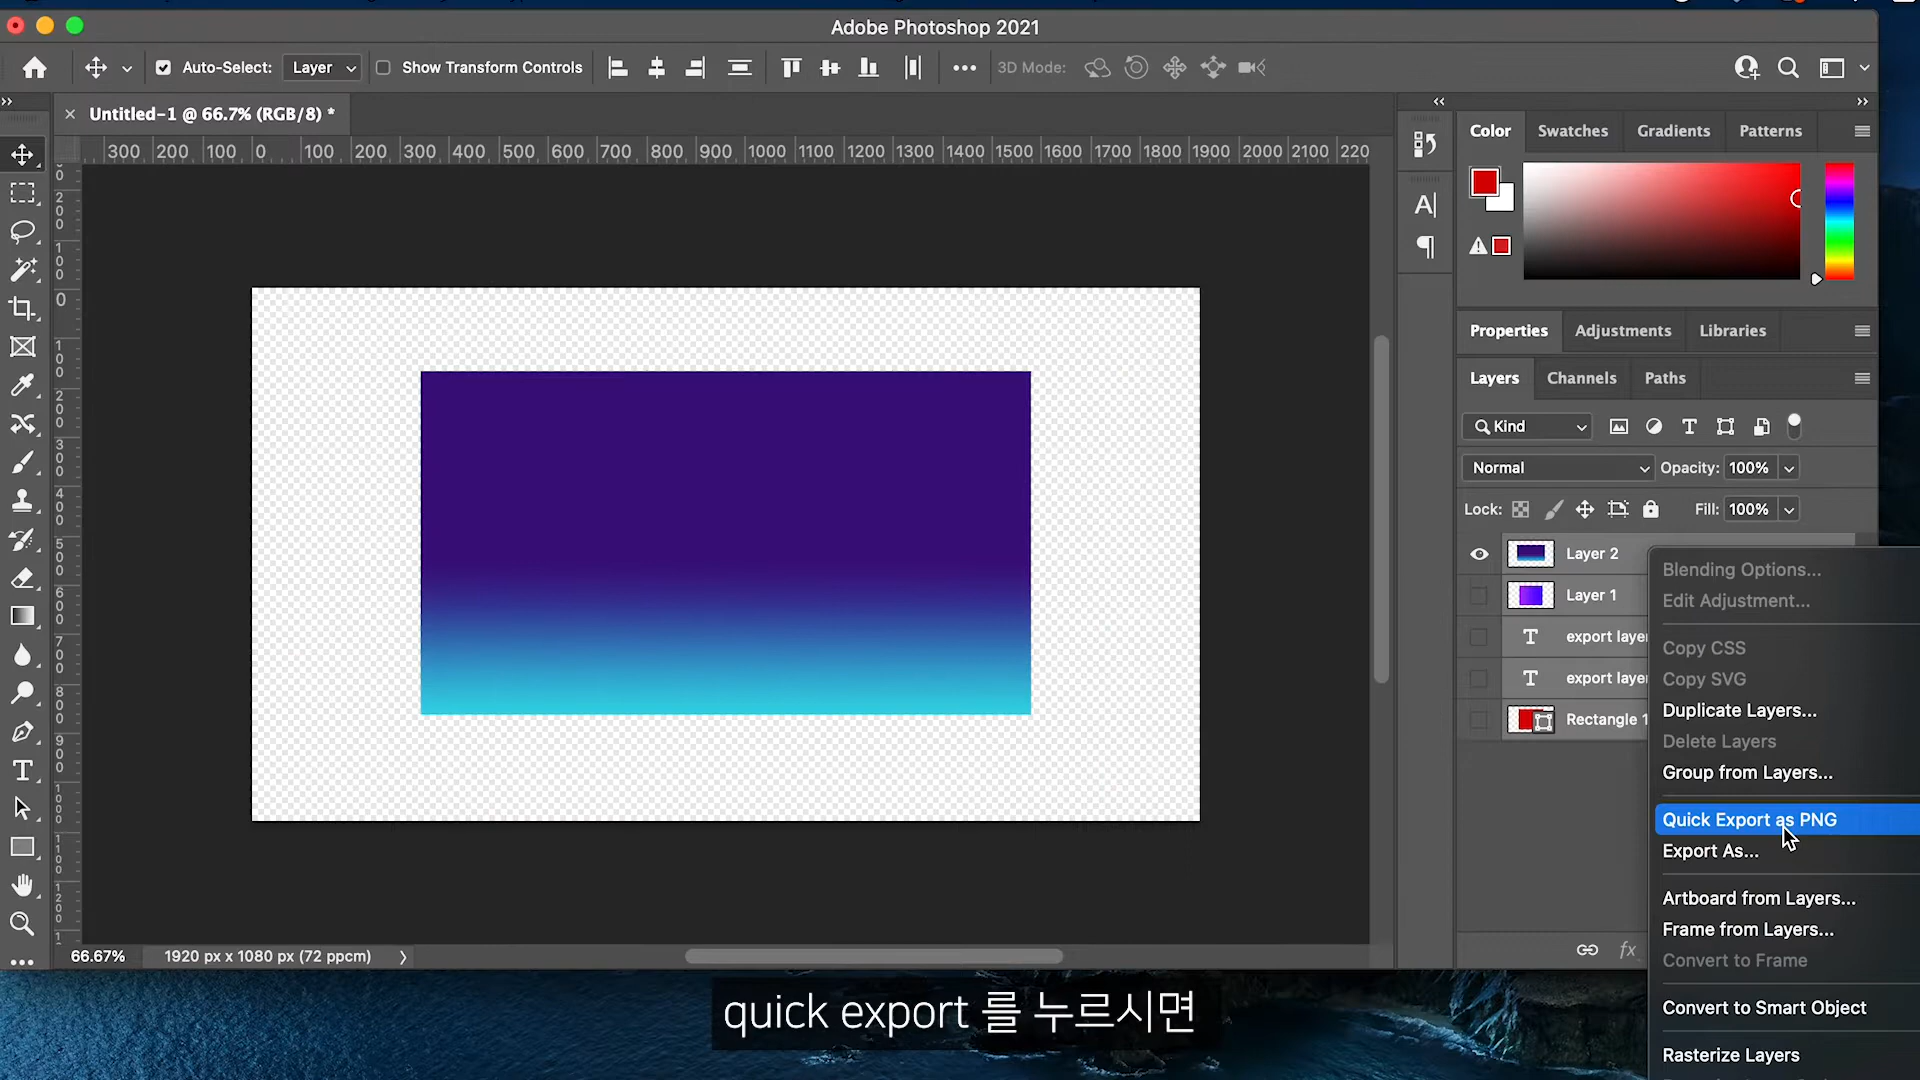 Adobe Photoshop 2021
Auto-Select: Layer Show Transform Controls 3D Mode:
Untitled-1 @ 66.7% (RGB/8) *
300 200 100 0 100 200 300 400 500 600 700 800 900 1000 1100 1200 1300 1400 1500 1600 1700 1800 1900 2000 2100 220
Color Swatches Gradients Patterns
Properties Adjustments Libraries
Layers Channels Paths
Kind
Normal Opacity: 100%
Lock: Fill: 100%
Layer 2
Layer 1
export laye
export laye
Rectangle 1
Blending Options...
Edit Adjustment...
Copy CSS
Copy SVG
Duplicate Layers...
Delete Layers
Group from Layers...
Quick Export as PNG
Export As...
Artboard from Layers...
Frame from Layers...
Convert to Frame
Convert to Smart Object
Rasterize Layers
66.67% 1920 px x 1080 px (72 ppcm)
quick export 를 누르시면